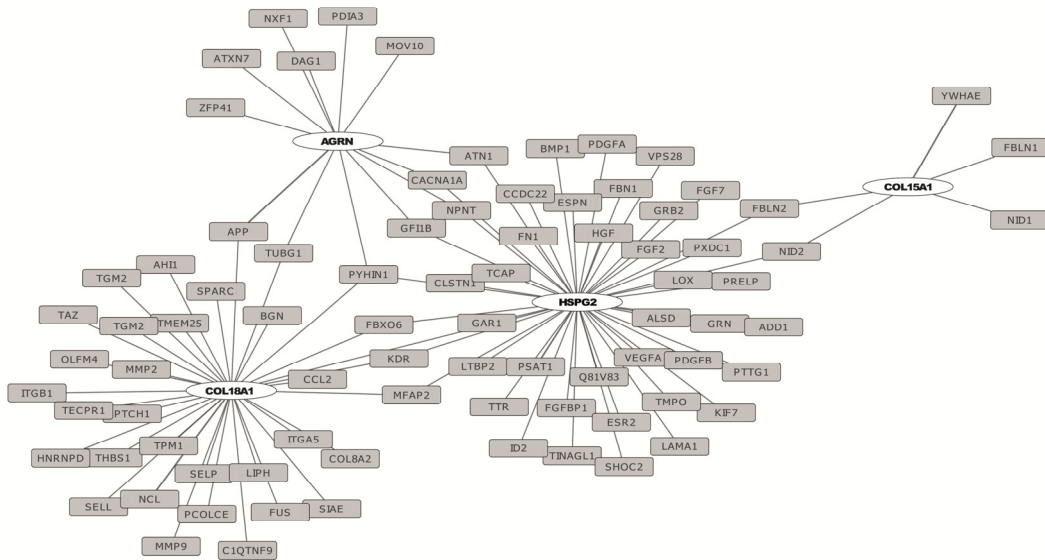 NXF1
PDIA3
MOV10
ATXN7
DAG1
ZFP41
AGRN
YWHAE
FBLN1
COL15A1
NID1
FBLN2
NID2
ATN1
BMP1
PDGFA
VPS28
CACNA1A
CCDC22
FBN1
FGF7
ESPN
NPNT
GRB2
GFI1B
FN1
HGF
FGF2
PXDC1
APP
TUBG1
PYHIN1
TCAP
CLSTN1
LOX
PRELP
HSPG2
AHI1
TGM2
SPARC
TAZ
TGM2
TMEM25
BGN
FBXO6
GAR1
ALSD
GRN
ADD1
OLFM4
MMP2
KDR
LTBP2
PSAT1
VEGFA
PDGFB
PTTG1
CCL2
Q81V83
ITGB1
COL18A1
MFAP2
TECPR1
PTCH1
TTR
FGFBP1
TMPO
KIF7
ESR2
ITGA5
TPM1
HNRNPD
THBS1
COL8A2
ID2
TINAGL1
LAMA1
SHOC2
SELP
LIPH
NCL
SELL
PCOLCE
FUS
SIAE
MMP9
C1QTNF9